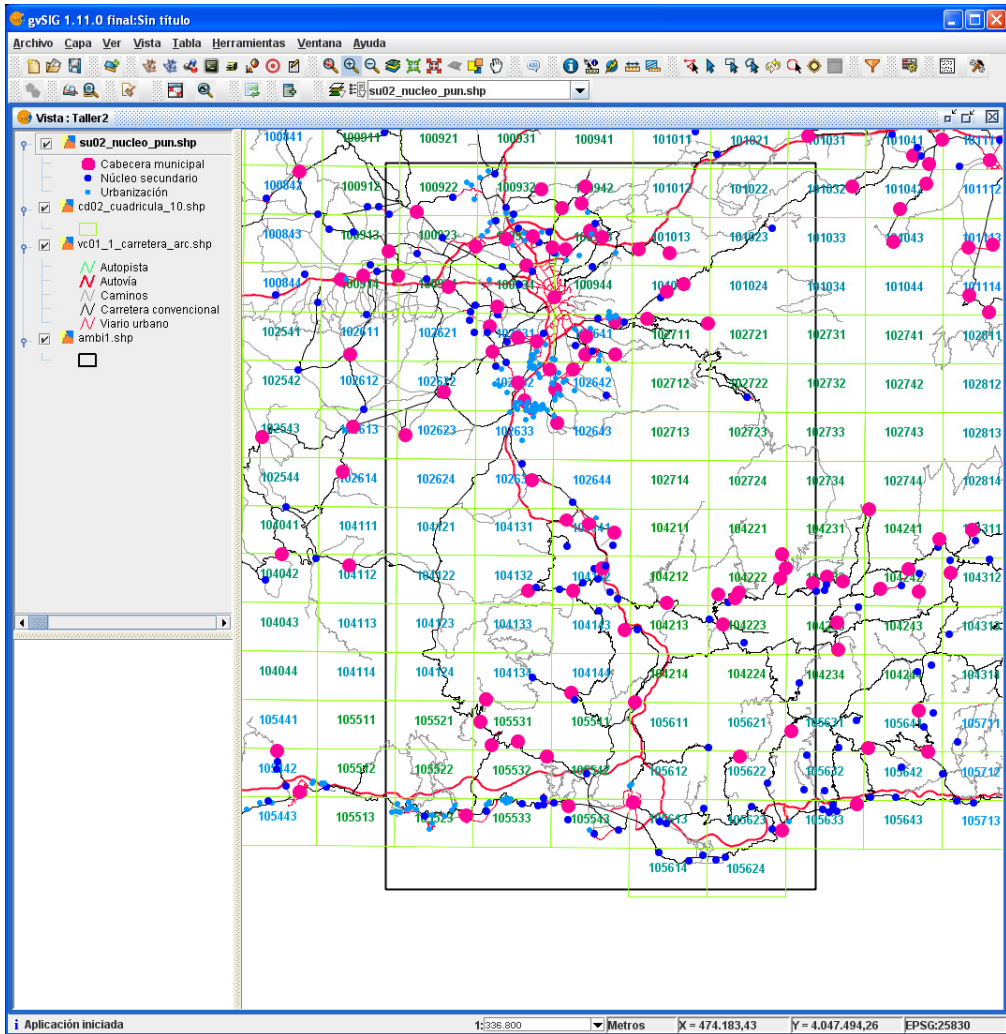 gvSIG 1.11.0 final:Sin título
Archivo Capa Ver Vista Tabla Herramientas Ventana Ayuda
su02_nucleo_pun.shp
Vista : Taller2
su02_nucleo_pun.shp
Cabecera municipal
Núcleo secundario
Urbanización
cd02_cuadricula_10.shp
vc01_1_carretera_arc.shp
Autopista
Autovía
Caminos
Carretera convencional
Viario urbano
ambi1.shp
100841 100911 100921 100931 100941 101011 101021 101031 101041
100842 100912 100922 100932 100942 101012 101022 101032 101042 101112
100843 100913 100923 101013 101023 101033 101043
100844 100914 100944 101024 101034 101044 101114
102541 102611 102621 102711 102721 102731 102741 102811
102542 102612 102622 102642 102712 102722 102732 102742 102812
102543 102613 102623 102633 102643 102713 102723 102733 102743 102813
102544 102614 102624 102644 102714 102724 102734 102744 102814
104041 104111 104121 104131 104211 104221 104231 104241
104042 104112 104122 104132 104212 104222 104242 104312
104043 104113 104123 104133 104143 104213 104223 104243 104313
104044 104114 104124 104134 104144 104214 104224 104234 104314
105441 105511 105521 105531 105541 105611 105621 105631 105641 105711
105442 105512 105522 105532 105542 105612 105622 105632 105642 105712
105443 105513 105523 105533 105543 105613 105623 105633 105643 105713
105614 105624
Aplicación iniciada 1: 336.800 Metros X = 474.183,43 Y = 4.047.494,26 EPSG:25830